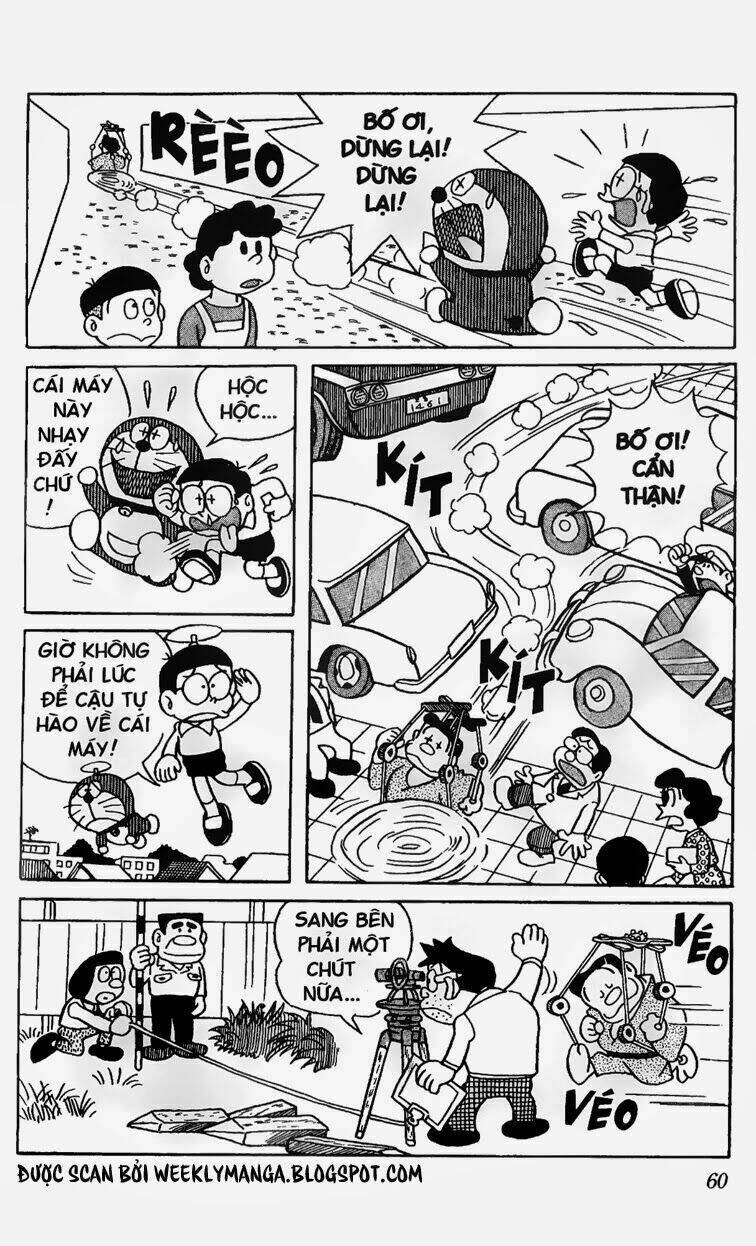 RÈÈO
BỐ ƠI,
DỪNG LẠI!
DỪNG
LẠI!
CÁI MÁY
NÀY
NHẠY
ĐẤY
CHỨ
!
HỘC
HỘC...
1461
KÍT
BỐ ƠI!
CẨN
THẬN!
KÍT
GIỜ KHÔNG
PHẢI LÚC
ĐỂ CẬU TỰ
HÀO VỀ CÁI
MÁY!
SANG BÊN
PHẢI MỘT
CHÚT
NỮA...
VÉO
VÉO
ĐƯỢC SCAN BỞI WEEKLYMANGA.BLOGSPOT.COM
60